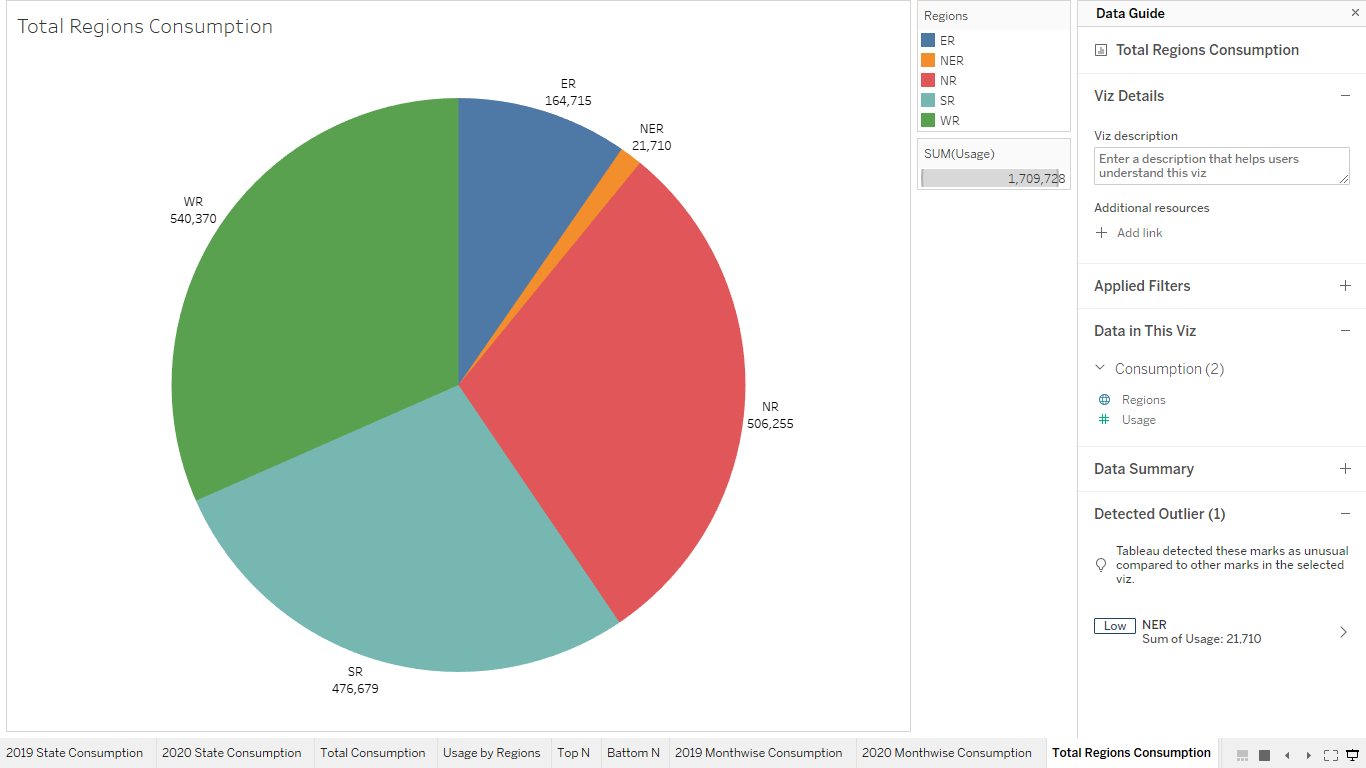 Total Regions Consumption
ER
164,715
NER
21,710
WR
540,370
NR
506,255
SR
476,679
Regions
ER
NER
NR
SR
WR
SUM(Usage)
1,709,728
Data Guide
Total Regions Consumption
Viz Details
Viz description
Enter a description that helps users
understand this viz
Additional resources
Add link
Applied Filters
Data in This Viz
Consumption (2)
Regions
Usage
Data Summary
Detected Outlier (1)
Tableau detected these marks as unusual
compared to other marks in the selected
viz.
Low NER
Sum of Usage: 21,710
2019 State Consumption 2020 State Consumption Total Consumption Usage by Regions Top N Battom N 2019 Monthwise Consumption 2020 Monthwise Consumption Total Regions Consumption